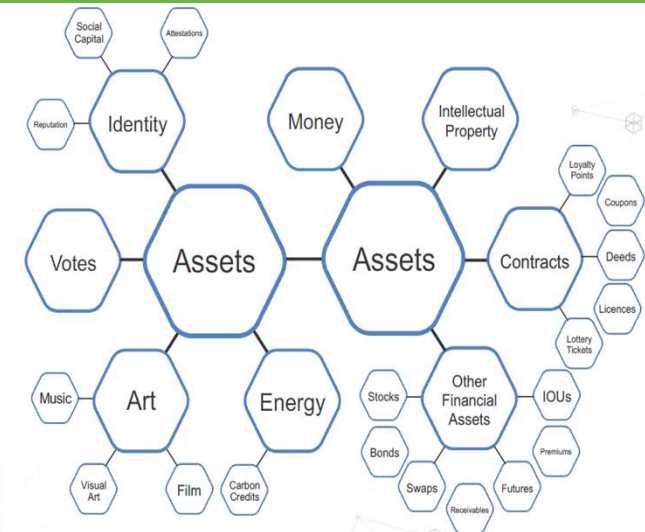 Social
Capital
Attestations
Reputation
Identity
Money
Intellectual
Property
Loyalty
Points
Coupons
Votes
Assets
Assets
Contracts
Deeds
Licences
Lottery
Tickets
Music
Art
Energy
Stocks
Other
Financial
Assets
IOUs
Bonds
Premiums
Visual
Art
Film
Carbon
Credits
Swaps
Futures
Receivables